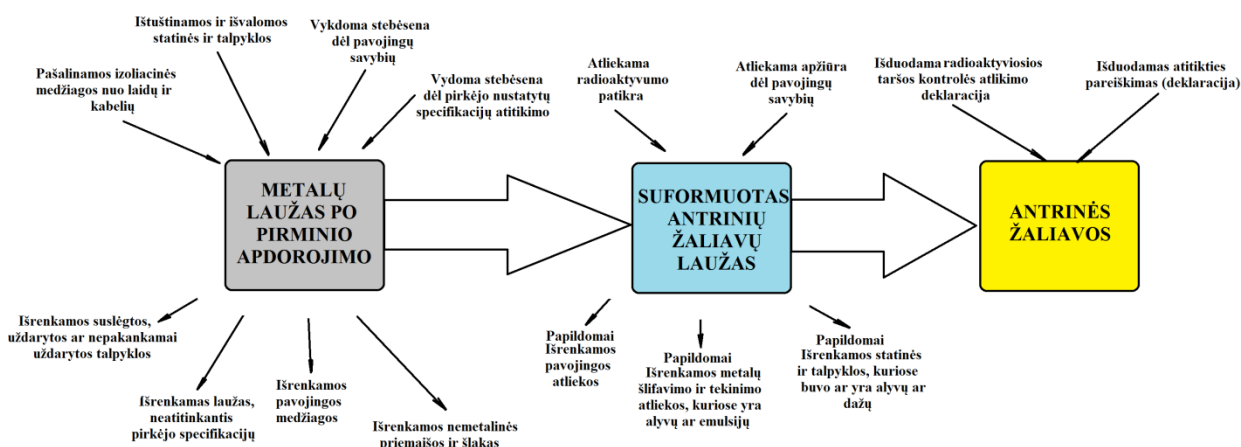 Ištuštinamos ir išvalomos
statinės ir talpyklos
Vykdoma stebėsena
dėl pavojingų
savybių
Pašalinamos izoliacinės
medžiagos nuo laidų ir
kabelių
Vydoma stebėsena
dėl pirkėjo nustatytų
specifikacijų atitikimo
Atliekama
radioaktyvumo
patikra
Atliekama apžiūra
dėl pavojingų
savybių
Išduodama radioaktyviosios
taršos kontrolės atlikimo
deklaracija
Išduodamas atitikties
pareiškimas (deklaracija)
METALŲ
LAUŽAS PO
PIRMINIO
APDOROJIMO
SUFORMUOTAS
ANTRINIŲ
ŽALIAVŲ
LAUŽAS
ANTRINĖS
ŽALIAVOS
Išrenkamos suslėgtos,
uždarytos ar nepakankamai
uždarytos talpyklos
Išrenkamas laužas,
neatitinkantis
pirkėjo specifikacijų
Išrenkamos
pavojingos
medžiagos
Išrenkamos nemetalinės
priemaišos ir šlakas
Papildomai
Išrenkamos
pavojingos
atliekos
Papildomai
Išrenkamos metalų
šlifavimo ir tekinimo
atliekos, kuriose yra
alyvų ar emulsijų
Papildomai
Išrenkamos statinės
ir talpyklos, kuriose
buvo ar yra alyvų ar
dažų